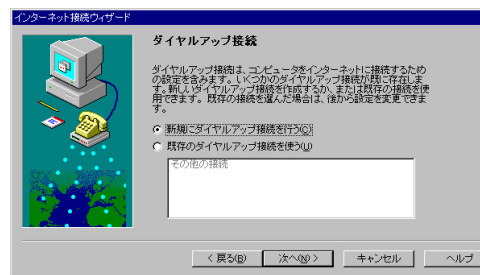 インターネット接続ウィザード
ダイヤルアップ接続
ダイヤルアップ接続は、コンピュータをインターネットに接続するため
の設定を含みます。いくつかのダイヤルアップ接続が既に存在しま
す。新しいダイヤルアップ接続を作成するか、または既存の接続を使
用できます。既存の接続を選んだ場合は、後から設定を変更できま
す。
新規にダイヤルアップ接続を行う(C)
既存のダイヤルアップ接続を使う(U)
その他の接続
< 戻る(B) 次へ(N) > キャンセル ヘルプ